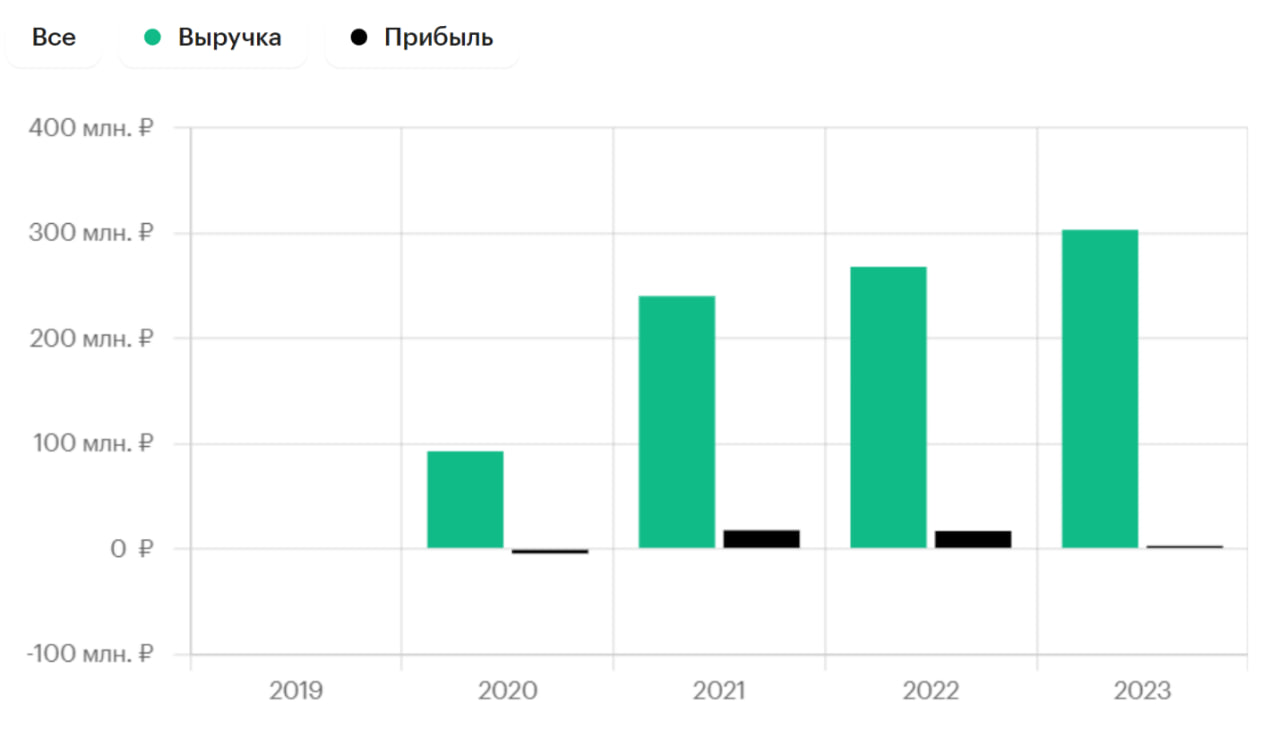 Все Выручка Прибыль
400 млн. ₽
300 млн. ₽
200 млн. ₽
100 млн. ₽
0 ₽
-100 млн. ₽
2019 2020 2021 2022 2023